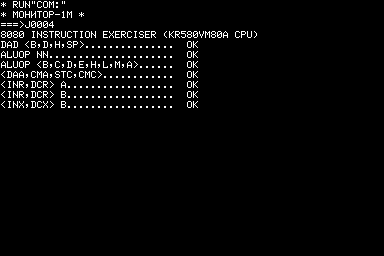 * RUN"COM:"
* МОНИТОР-1М *
===>J0004
8080 INSTRUCTION EXERCISER (KR580VM80A CPU)
DAD <B,D,H,SP>............... OK
ALUOP NN..................... OK
ALUOP <B,C,D,E,H,L,M,A>...... OK
<DAA,CMA,STC,CMC>............ OK
<INR,DCR> A.................. OK
<INR,DCR> B.................. OK
<INX,DCX> B.................. OK